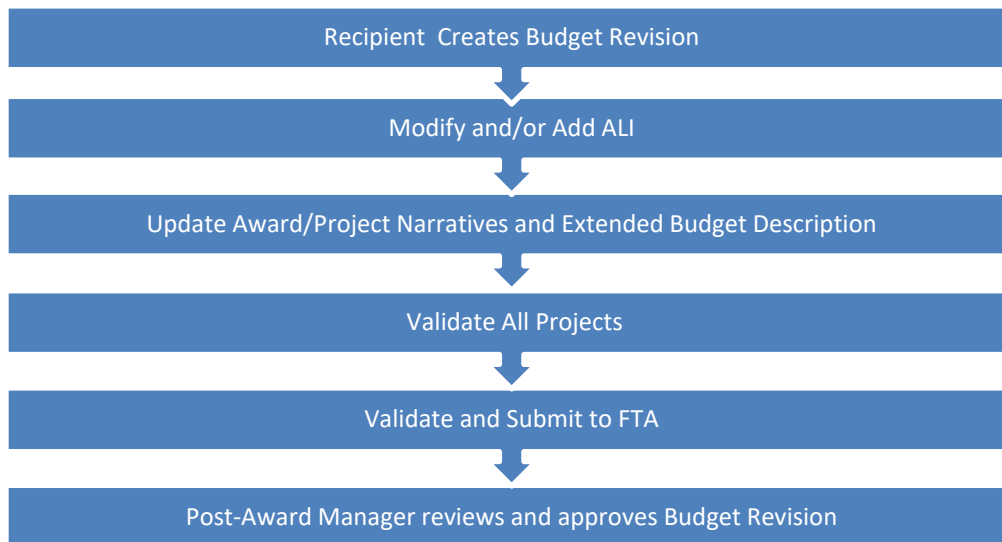 Recipient  Creates Budget Revision
Modify and/or Add ALI
Update Award/Project Narratives and Extended Budget Description
Validate All Projects
Validate and Submit to FTA
Post-Award Manager reviews and approves Budget Revision